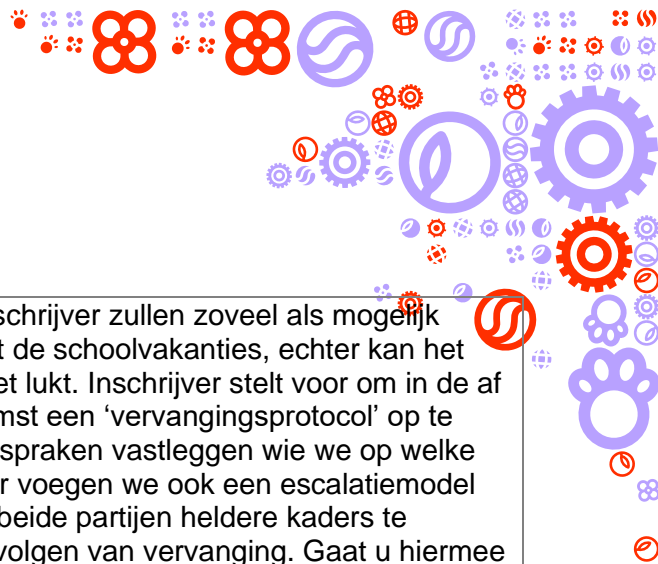 schrijver zullen zoveel als mogelijk
t de schoolvakanties, echter kan het
et lukt. Inschrijver stelt voor om in de af
mst een ‘vervangingsprotocol’ op te
spraken vastleggen wie we op welke
r voegen we ook een escalatiemodel
beide partijen heldere kaders te
volgen van vervanging. Gaat u hiermee